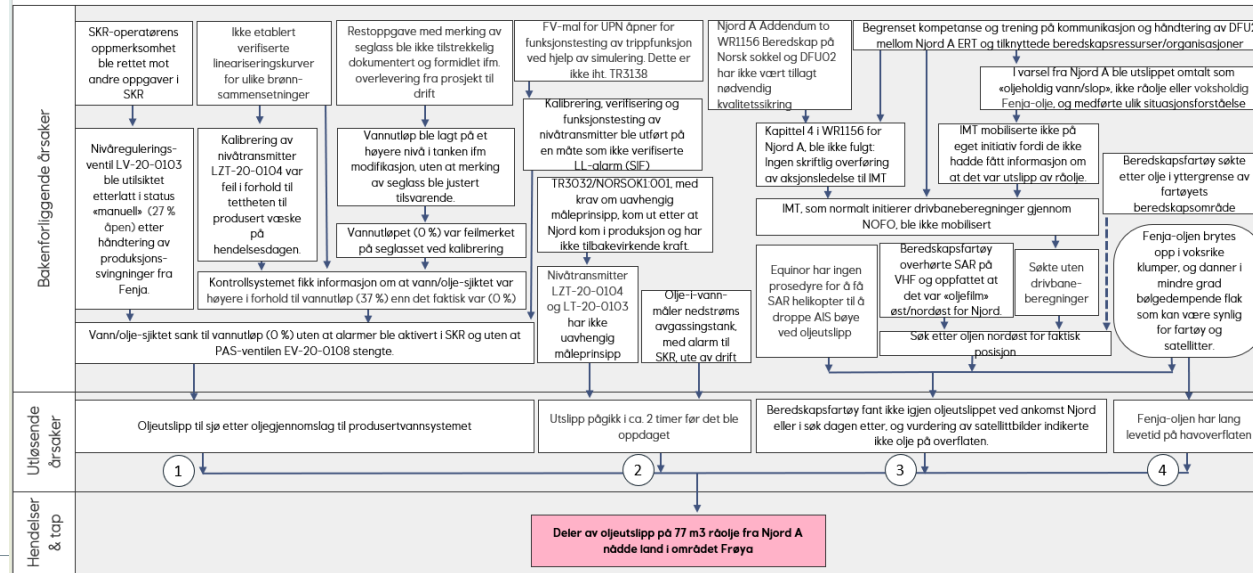 Bakenforliggende årsaker
SKR-operatørens
oppmerksomhet
ble rettet mot
andre oppgaver i
SKR
Nivåregulerings-
ventil LV-20-0103
ble utilsiktet
etterlatt i status
«manuell» (27 %
åpen) etter
håndtering av
produksjons-
svingninger fra
Fenja.
Ikke etablert
verifiserte
lineariseringskurver
for ulike brønn-
sammensetninger
Kalibrering av
nivåtransmitter
LZT-20-0104 var
feil i forhold til
tettheten til
produsert væske
på
hendelsesdagen.
Restoppgave med merking av
seglass ble ikke tilstrekkelig
dokumentert og formidlet ifm.
overlevering fra prosjekt til
drift
Vannutløp ble lagt på et
høyere nivå i tanken ifm
modifikasjon, uten at merking
av seglass ble justert
tilsvarende.
Vannutløpet (0 %) var feilmerket
på seglasset ved kalibrering
Kontrollsystemet fikk informasjon om at vann/olje-sjiktet var
høyere i forhold til vannutløp (37 %) enn det faktisk var (0 %)
Vann/olje-sjiktet sank til vannutløp (0 %) uten at alarmer ble aktivert i SKR og uten at
PAS-ventilen EV-20-0108 stengte.
FV-mal for UPN åpner for
funksjonstesting av trippfunksjon
ved hjelp av simulering. Dette er
ikke iht. TR3138
Kalibrering, verifisering og
funksjonstesting av
nivåtransmitter ble utført på
en måte som ikke verifiserte
LL-alarm (SIF)
TR3032/NORSOK1:001, med
krav om uavhengig
måleprinsipp, kom ut etter at
Njord kom i produksjon og har
ikke tilbakevirkende kraft.
Nivåtransmitter
LZT-20-0104
og LT-20-0103
har ikke
uavhengig
måleprinsipp
Olje-i-vann-
måler nedstrøms
avgassingstank,
med alarm til
SKR, ute av drift
Njord A Addendum to
WR1156 Beredskap på
Norsk sokkel og DFU02
har ikke vært tillagt
nødvendig
kvalitetssikring
Begrenset kompetanse og trening på kommunikasjon og håndtering av DFU2
mellom Njord A ERT og tilknyttede beredskapsressurser/organisasjoner
I varsel fra Njord A ble utslippet omtalt som
«oljeholdig vann/slop», ikke råolje eller voksholdig
Fenja-olje, og medførte ulik situasjonsforståelse
Kapittel 4 i WR1156 for
Njord A, ble ikke fulgt:
Ingen skriftlig overføring
av aksjonsledelse til IMT
IMT mobiliserte ikke på
eget initiativ fordi de ikke
hadde fått informasjon om
at det var utslipp av råolje.
Beredskapsfartøy søkte
etter olje i yttergrense av
fartøyets
beredskapsområde
IMT, som normalt initierer drivbaneberegninger gjennom
NOFO, ble ikke mobilisert
Equinor har ingen
prosedyre for å få
SAR helikopter til å
droppe AIS bøye
ved oljeutslipp
Beredskapsfartøy
overhørte SAR på
VHF og oppfattet at
det var «oljefilm»
øst/nordøst for Njord.
Søkte uten
drivbane-
beregninger
Søk etter oljen nordøst for faktisk
posisjon
Fenja-oljen brytes
opp i voksrike
klumper, og danner i
mindre grad
bølgedempende flak
som kan være synlig
for fartøy og
satellitter.
Utløsende
årsaker
Oljeutslipp til sjø etter oljegjennomslag til produsertvannsystemet
Utslipp pågikk i ca. 2 timer før det ble
oppdaget
Beredskapsfartøy fant ikke igjen oljeutslippet ved ankomst Njord
eller i søk dagen etter, og vurdering av satellittbilder indikerte
ikke olje på overflaten.
Fenja-oljen har lang
levetid på havoverflaten
1
2
3
4
Hendelser
& tap
Deler av oljeutslipp på 77 m3 råolje fra Njord A
nådde land i området Frøya